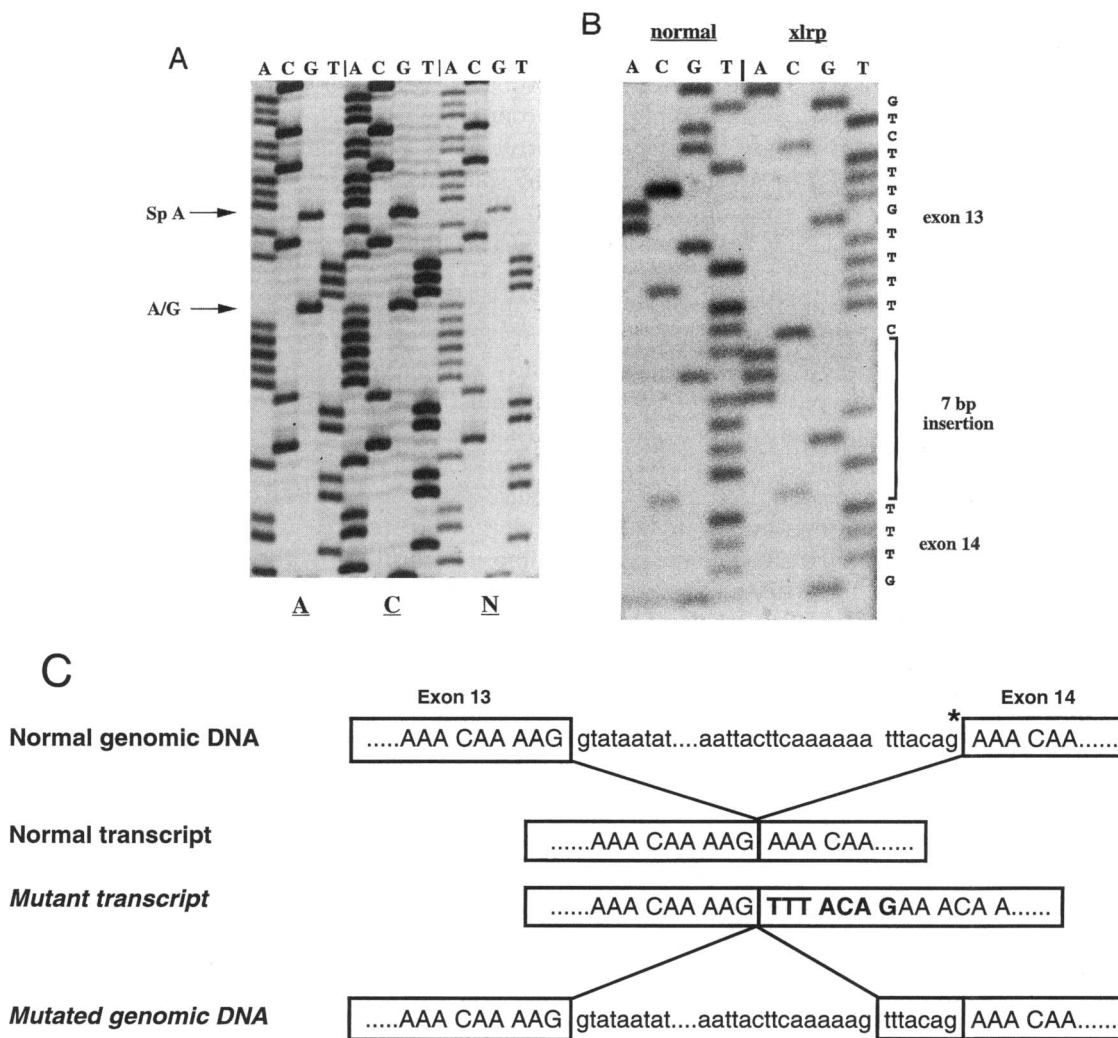 A
A C G T | A C G T | A C G T
Sp A
A/G
A C N
B
normal xlrp
A C G T | A C G T
G
T
C
T
T
T
G
T
T
T
T
C
exon 13
7 bp
insertion
T
T
T
G
exon 14
C
Exon 13 Exon 14
Normal genomic DNA .....AAA CAA AAG gtataatat....aattacttcaaaaaa tttacag * AAA CAA......
Normal transcript ......AAA CAA AAG AAA CAA......
Mutant transcript ......AAA CAA AAG TTT ACA GAA ACA A......
Mutated genomic DNA .....AAA CAA AAG gtataatat....aattacttcaaaaag tttacag AAA CAA......